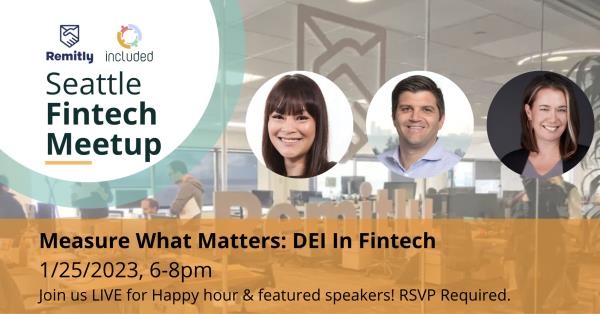 Remitly included
Seattle
Fintech
Meetup
Remitly
Measure What Matters: DEI In Fintech
1/25/2023, 6-8pm
Join us LIVE for Happy hour & featured speakers! RSVP Required.